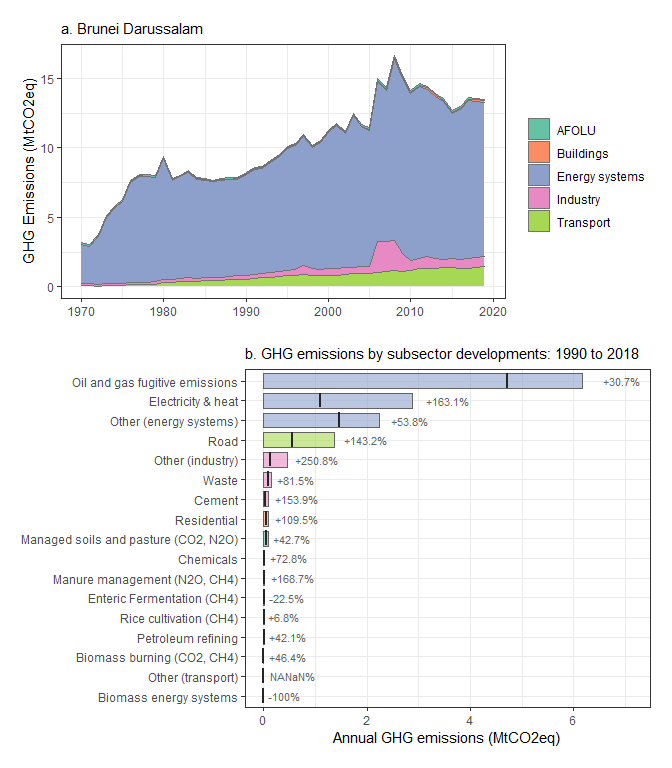 a. Brunei Darussalam
GHG Emissions (MtCO2eq)
15
10
5
0
1970 1980 1990 2000 2010 2020
AFOLU
Buildings
Energy systems
Industry
Transport
b. GHG emissions by subsector developments: 1990 to 2018
Oil and gas fugitive emissions +30.7%
Electricity & heat +163.1%
Other (energy systems) +53.8%
Road +143.2%
Other (industry) +250.8%
Waste +81.5%
Cement +153.9%
Residential +109.5%
Managed soils and pasture (CO2, N2O) +42.7%
Chemicals +72.8%
Manure management (N2O, CH4) +168.7%
Enteric Fermentation (CH4) -22.5%
Rice cultivation (CH4) +6.8%
Petroleum refining +42.1%
Biomass burning (CO2, CH4) +46.4%
Other (transport) NANaN%
Biomass energy systems -100%
0 2 4 6
Annual GHG emissions (MtCO2eq)